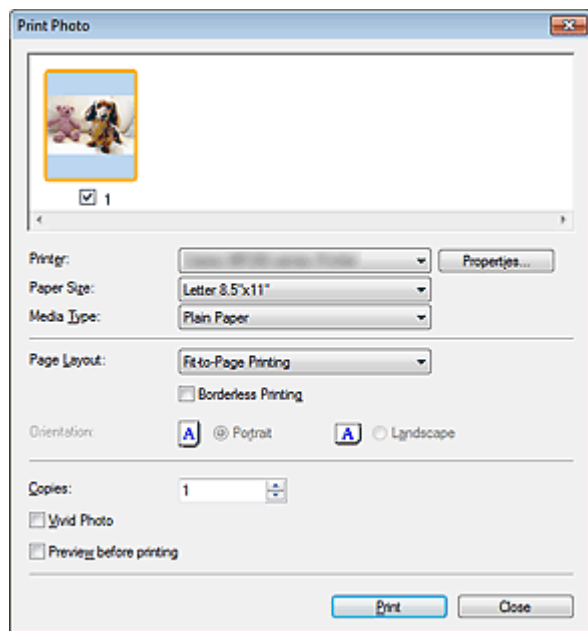 Print Photo
1
Printer:
Properties...
Paper Size: Letter 8.5"x11"
Media Type: Plain Paper
Page Layout: Fit-to-Page Printing
Borderless Printing
Orientation: A Portrait A Landscape
Copies: 1
Vivid Photo
Preview before printing
Print Close